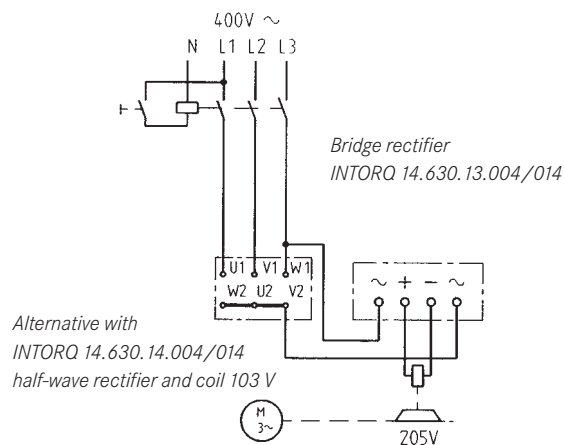 400V ~
N L1 L2 L3
Bridge rectifier
INTORQ 14.630.13.004/014
U1 V1 W1
W2 U2 V2
~ + − ~
Alternative with
INTORQ 14.630.14.004/014
half-wave rectifier and coil 103 V
M
3~
205V